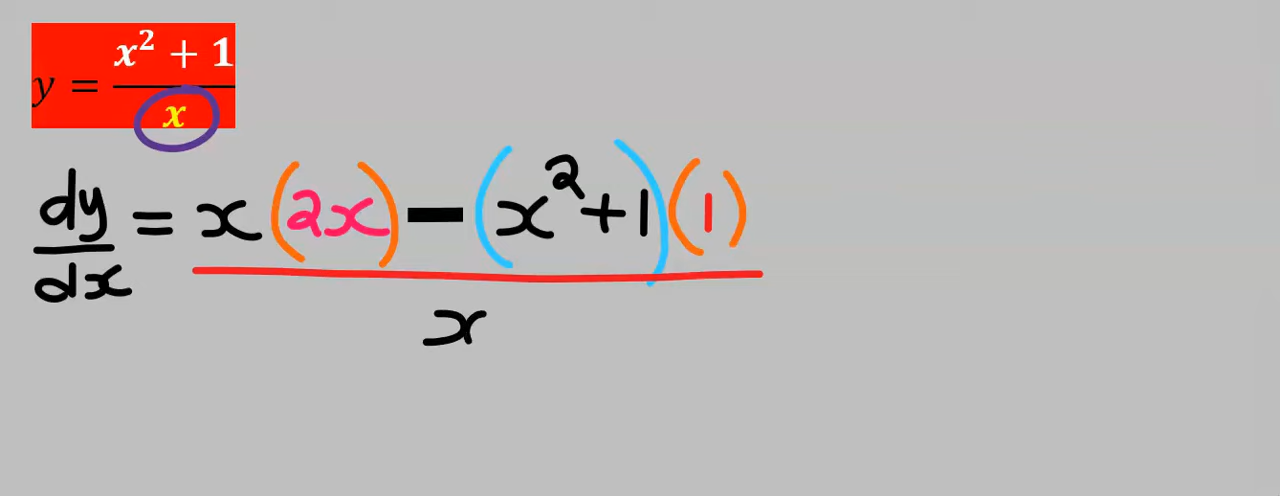 y = (x² + 1)/x
dy/dx = (x(2x) − (x² + 1)(1))/x